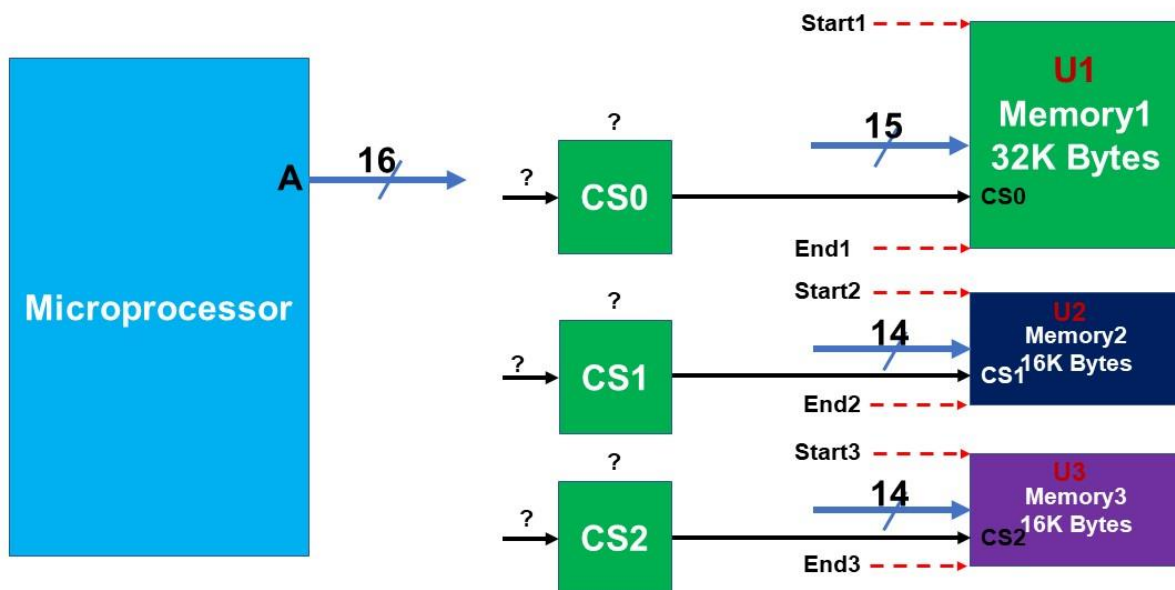 Start1
U1
Memory1
32K Bytes
15
?
16
A
?
CS0
CS0
End1
Start2
?
U2
Memory2
16K Bytes
14
Microprocessor
?
CS1
CS1
End2
Start3
?
U3
Memory3
16K Bytes
14
?
CS2
CS2
End3